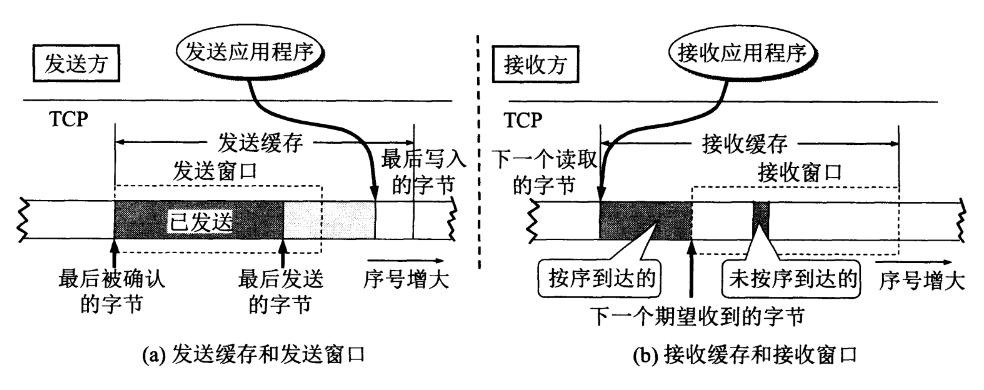 发送方
发送应用程序
TCP
发送缓存
发送窗口
最后写入
的字节
已发送
最后被确认
的字节
最后发送
的字节
序号增大
(a) 发送缓存和发送窗口
接收方
接收应用程序
TCP
接收缓存
下一个读取
的字节
接收窗口
按序到达的
未按序到达的
序号增大
下一个期望收到的字节
(b) 接收缓存和接收窗口